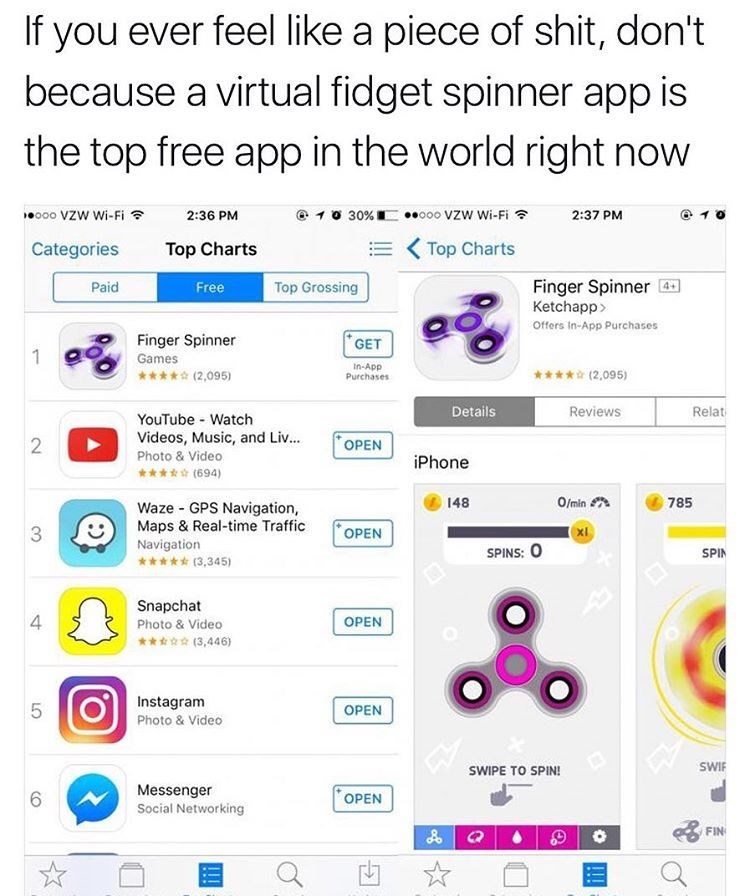 If you ever feel like a piece of shit, don't
because a virtual fidget spinner app is
the top free app in the world right now
VZW Wi-Fi 2:36 PM 30%
Categories Top Charts
Paid Free Top Grossing
1
Finger Spinner
Games
(2,095)
GET
In-App
Purchases
2
YouTube - Watch
Videos, Music, and Liv...
Photo & Video
(694)
OPEN
3
Waze - GPS Navigation,
Maps & Real-time Traffic
Navigation
(3,345)
OPEN
4
Snapchat
Photo & Video
(3,446)
OPEN
5
Instagram
Photo & Video
OPEN
6
Messenger
Social Networking
OPEN
VZW Wi-Fi 2:37 PM
Top Charts
Finger Spinner 4+
Ketchapp
Offers In-App Purchases
(2,095)
Details Reviews Relat
iPhone
148 0/min
x1
SPINS: 0
SWIPE TO SPIN!
785
SPIN
SWIP
FIN